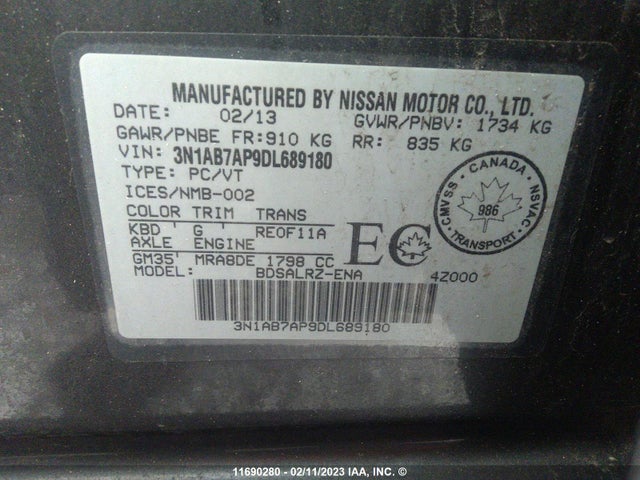 MANUFACTURED BY NISSAN MOTOR CO., LTD.
DATE: 02/13 GVWR/PNBV: 1734 KG
GAWR/PNBE FR:910 KG RR: 835 KG
VIN: 3N1AB7AP9DL689180
TYPE: PC/VT
ICES/NMB-002
COLOR TRIM TRANS
KBD G REOF11A
AXLE ENGINE
GM35 MRA8DE 1798 CC
MODEL: BDSALRZ-ENA 4Z000
EC
CANADA
CMVSS NSVAC
986
TRANSPORT
3N1AB7AP9DL689180
11690280 - 02/11/2023 IAA, INC. ©